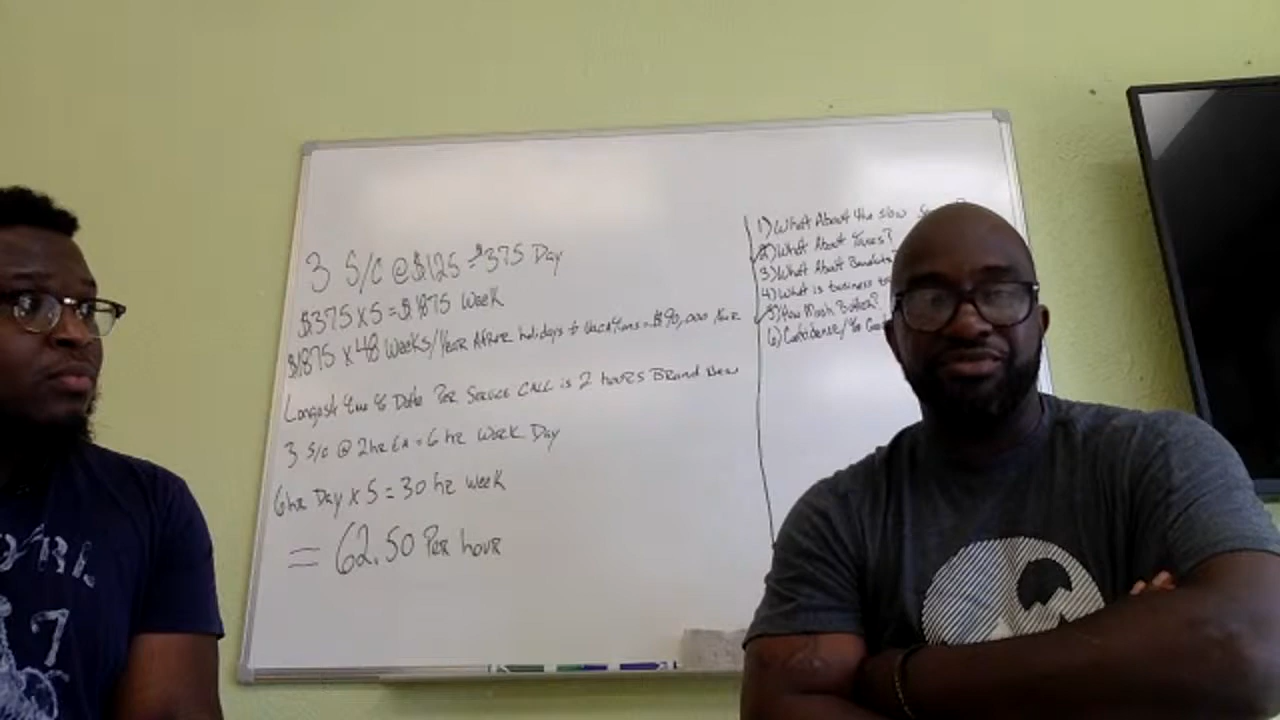 3 S/C @ $125 = $375 Day
$375 x 5 = $1875 Week
$1875 x 48 Weeks/Year After holidays + Vacations = $90,000 Year
Longest time to Date Per Service CALL is 2 hours Brand New
3 S/C @ 2hr EA = 6 hr Work Day
6hr Day x 5 = 30 hr week
= 62.50 Per hour
1) What About the slow
2) What About Taxes?
3) What About Benefits?
4) What is business
5) How Much
6) Confidence/
7